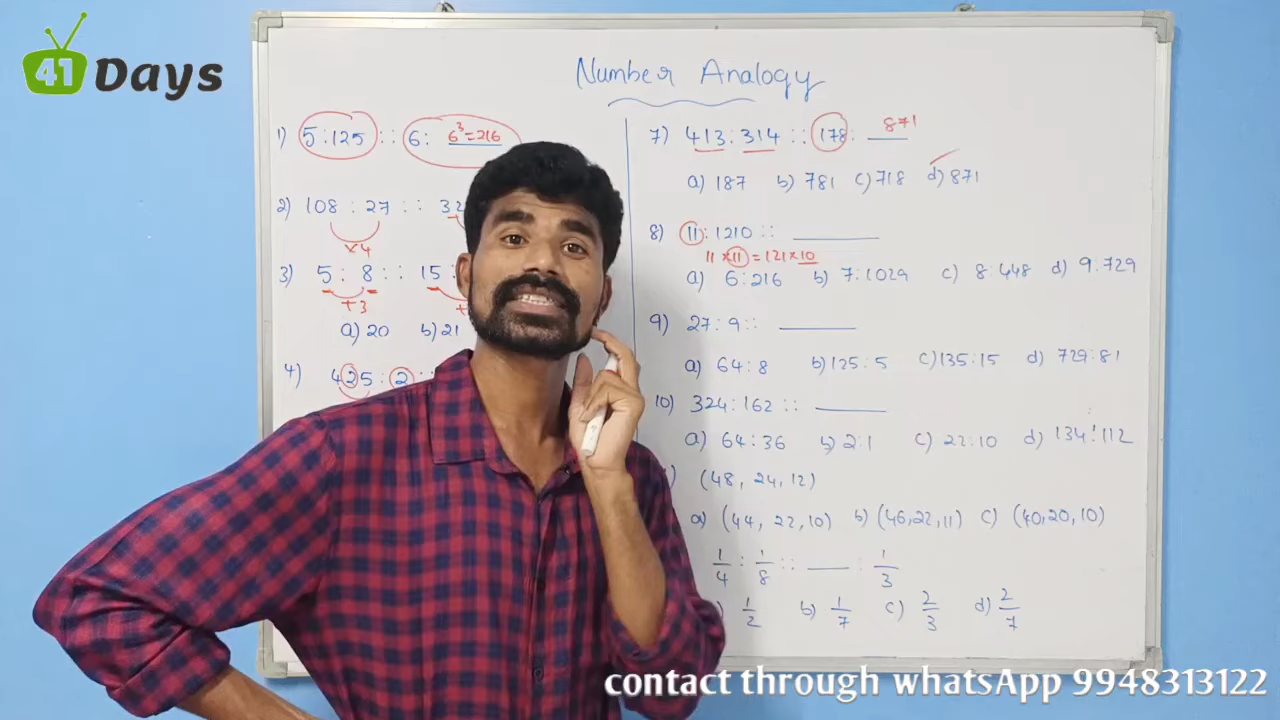 41 Days
Number Analogy
1) 5:125 :: 6: 6³=216
2) 108 : 27 :: 32
×4
3) 5: 8 :: 15:
+3
a) 20 b) 21
4) 425 : 2 ::
7) 413 : 314 :: 178: 871
a) 187 b) 781 c) 718 d) 871
8) 11: 1210 ::
11 ×11 = 121×10
a) 6:216 b) 7:1029 c) 8:448 d) 9:729
9) 27: 9 ::
a) 64:8 b) 125:5 c) 135:15 d) 729:81
10) 324:162 ::
a) 64:36 b) 2:1 c) 22:10 d) 134:112
) (48, 24, 12)
a) (44, 22, 10) b) (46,22,11) c) (40,20,10)
1/4 : 1/8 :: ___ : 1/3
) 1/2 b) 1/7 c) 2/3 d) 2/7
contact through whatsApp 9948313122